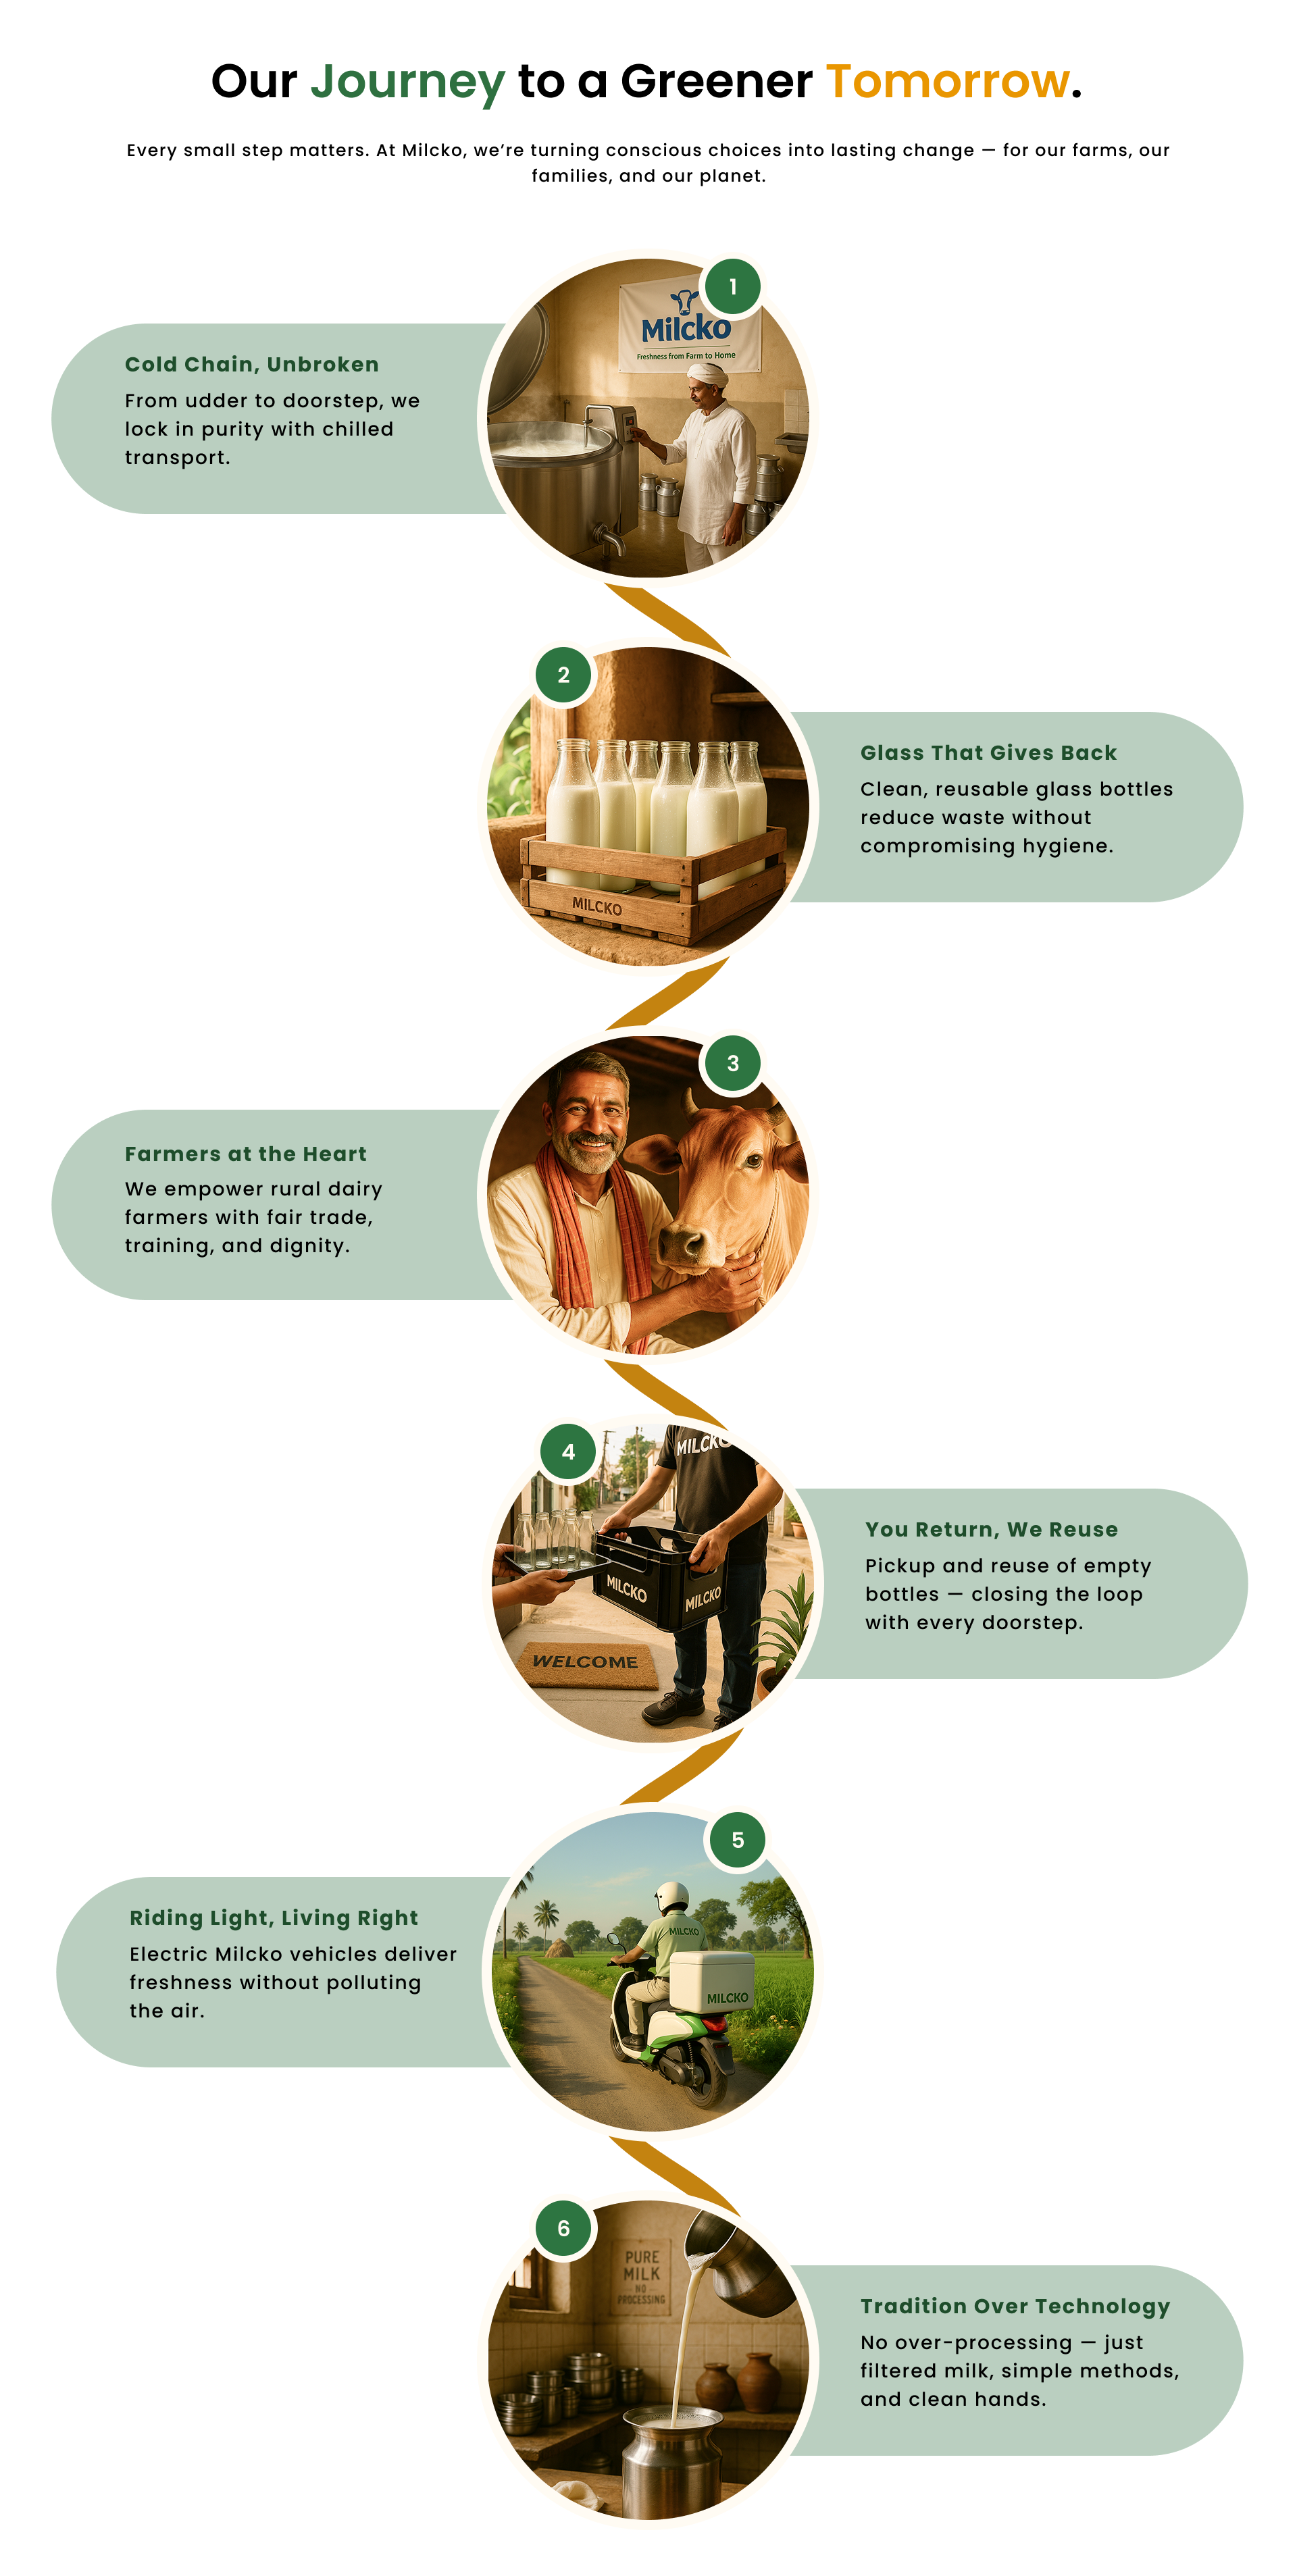 Our Journey to a Greener Tomorrow.
Every small step matters. At Milcko, we’re turning conscious choices into lasting change — for our farms, our
families, and our planet.
1
Milcko
Freshness from Farm to Home
Cold Chain, Unbroken
From udder to doorstep, we
lock in purity with chilled
transport.
2
MILCKO
Glass That Gives Back
Clean, reusable glass bottles
reduce waste without
compromising hygiene.
3
Farmers at the Heart
We empower rural dairy
farmers with fair trade,
training, and dignity.
4
MILCKO
MILCKO
MILCKO
WELCOME
You Return, We Reuse
Pickup and reuse of empty
bottles — closing the loop
with every doorstep.
5
MILCKO
MILCKO
Riding Light, Living Right
Electric Milcko vehicles deliver
freshness without polluting
the air.
6
PURE
MILK
NO
PROCESSING
Tradition Over Technology
No over-processing — just
filtered milk, simple methods,
and clean hands.